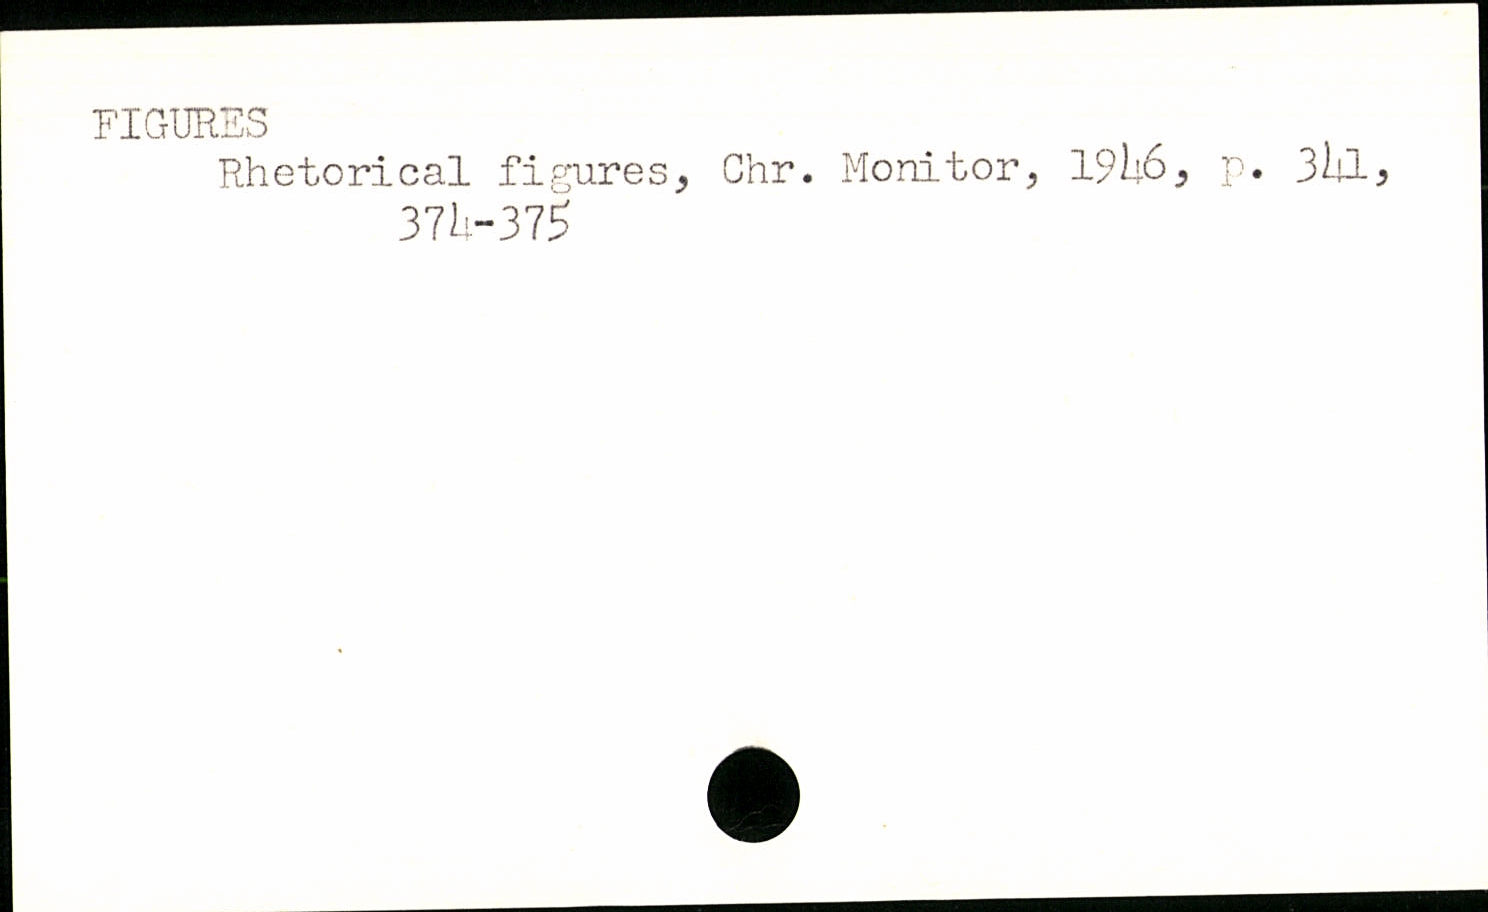 FIGURES
Rhetorical figures, Chr. Monitor, 1946, p. 341,
374-375